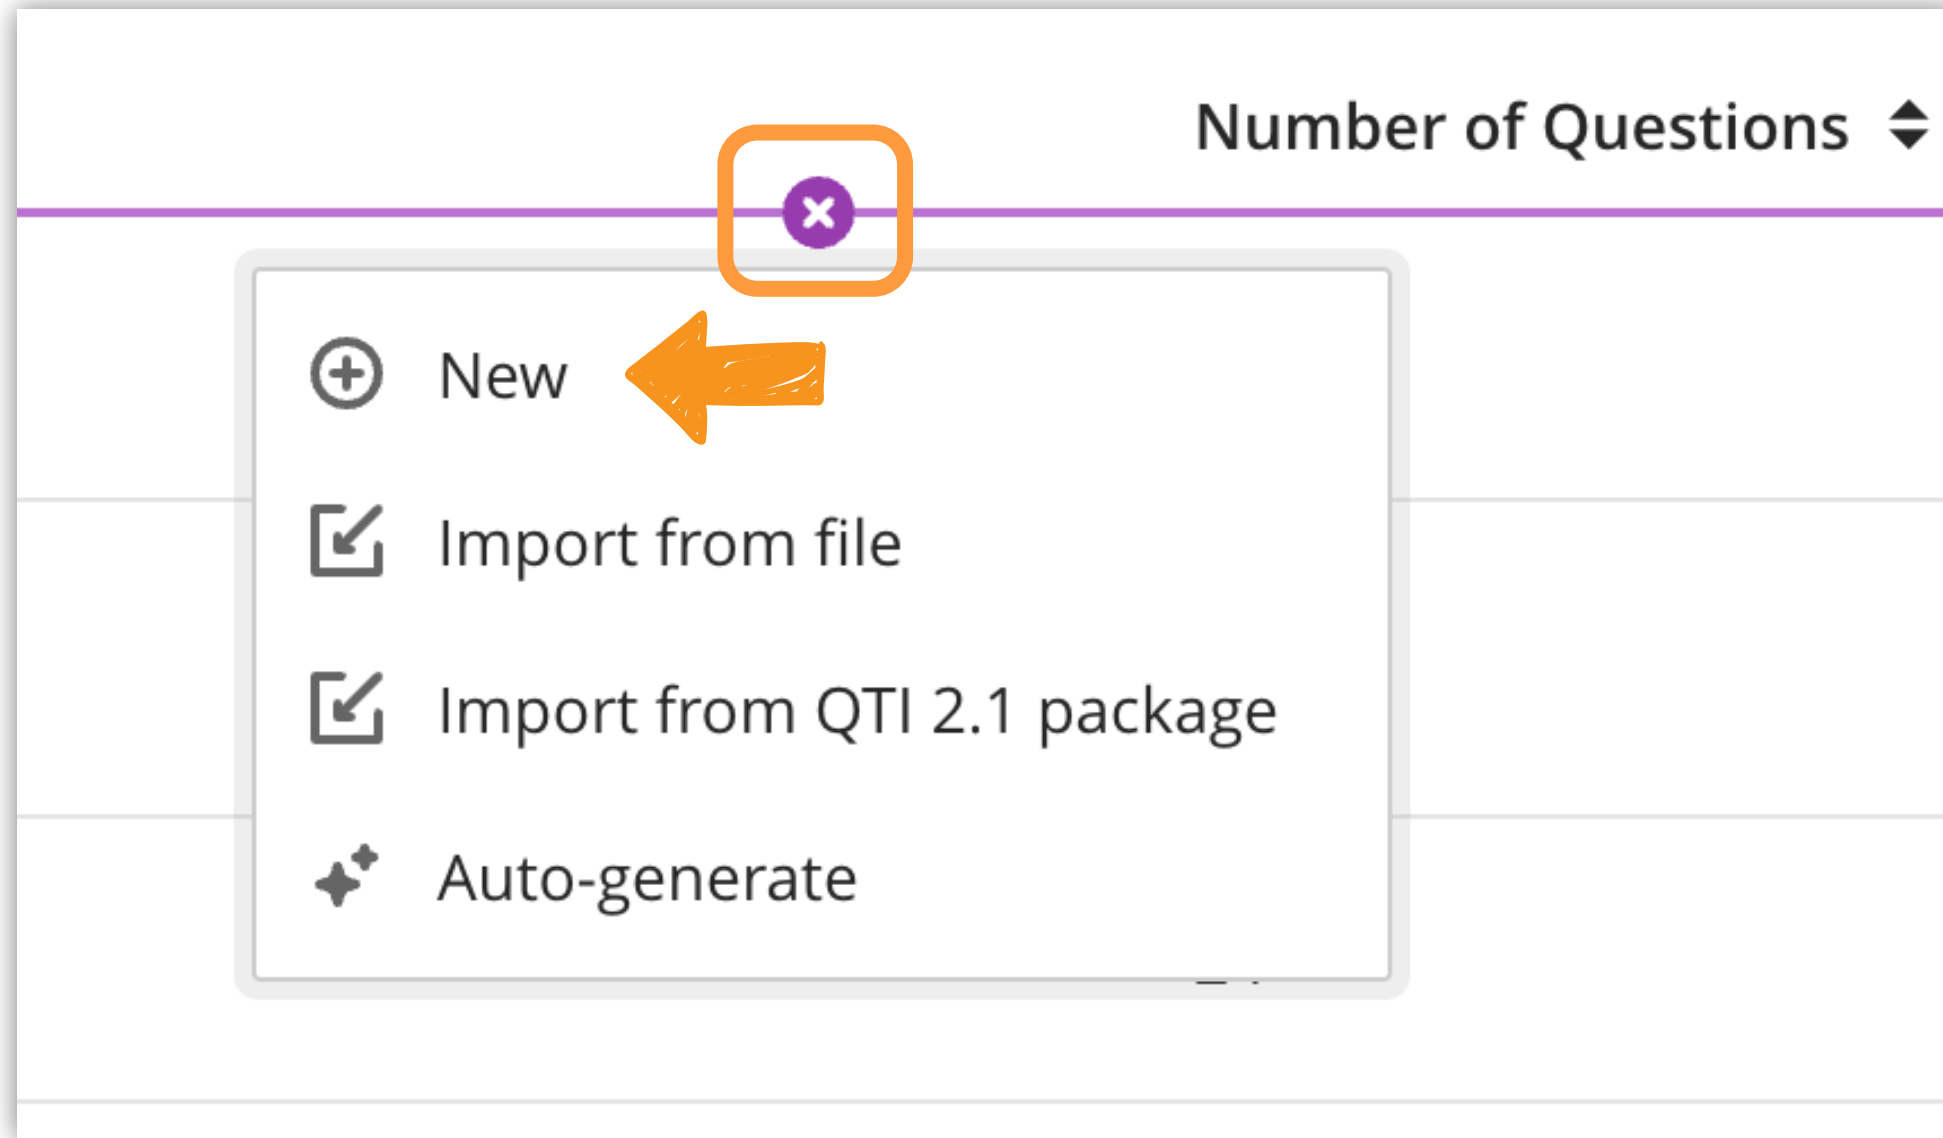 Number of Questions
New
Import from file
Import from QTI 2.1 package
Auto-generate